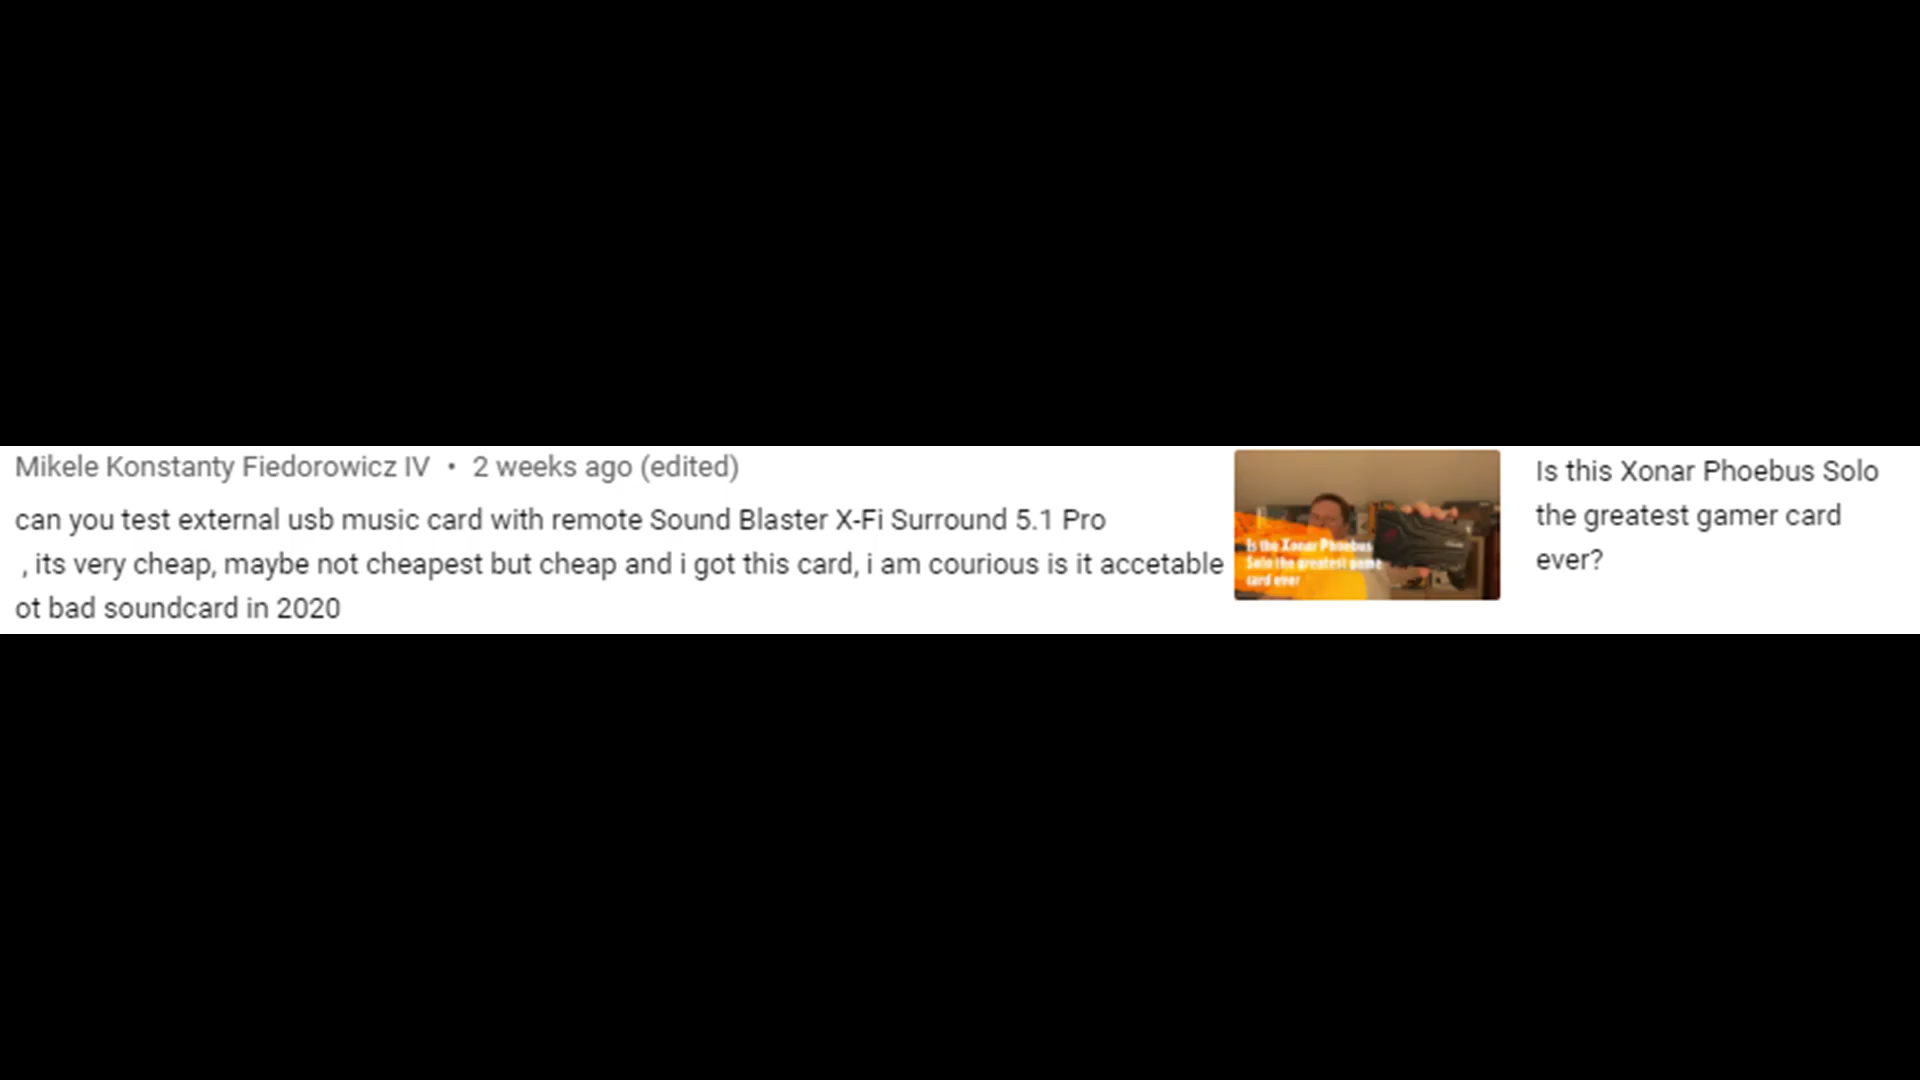 Mikele Konstanty Fiedorowicz IV • 2 weeks ago (edited)
can you test external usb music card with remote Sound Blaster X-Fi Surround 5.1 Pro
, its very cheap, maybe not cheapest but cheap and i got this card, i am courious is it accetable
ot bad soundcard in 2020
Is the Xonar Phoebus
Solo the greatest game
card ever
Is this Xonar Phoebus Solo
the greatest gamer card
ever?